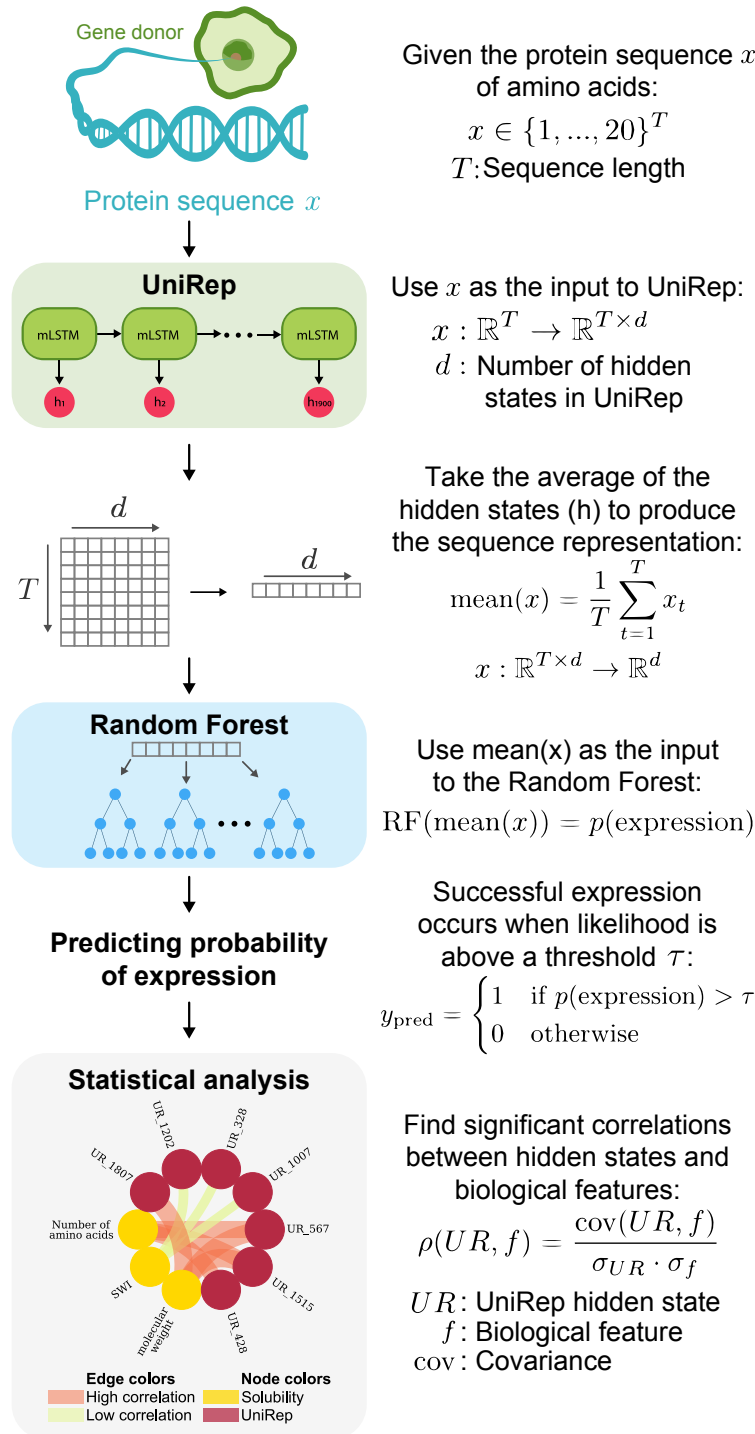 Gene donor
Protein sequence x
Given the protein sequence x
of amino acids:
x ∈ {1, ..., 20}^T
T: Sequence length
UniRep
mLSTM
mLSTM
mLSTM
h1
h2
h1900
Use x as the input to UniRep:
x : ℝ^T → ℝ^{T×d}
d : Number of hidden
states in UniRep
d
T
d
Take the average of the
hidden states (h) to produce
the sequence representation:
mean(x) = \frac{1}{T} \sum_{t=1}^{T} x_t
x : ℝ^{T×d} → ℝ^d
Random Forest
Use mean(x) as the input
to the Random Forest:
RF(mean(x)) = p(expression)
Predicting probability
of expression
Successful expression
occurs when likelihood is
above a threshold τ:
y_pred = { 1 if p(expression) > τ
0 otherwise
Statistical analysis
UR_1202
UR_328
UR_1807
UR_1007
Number of
amino acids
UR_567
SWI
UR_1515
molecular
weight
UR_428
Edge colors
High correlation
Low correlation
Node colors
Solubility
UniRep
Find significant correlations
between hidden states and
biological features:
ρ(UR, f) = \frac{cov(UR, f)}{σ_{UR} · σ_f}
UR : UniRep hidden state
f : Biological feature
cov : Covariance